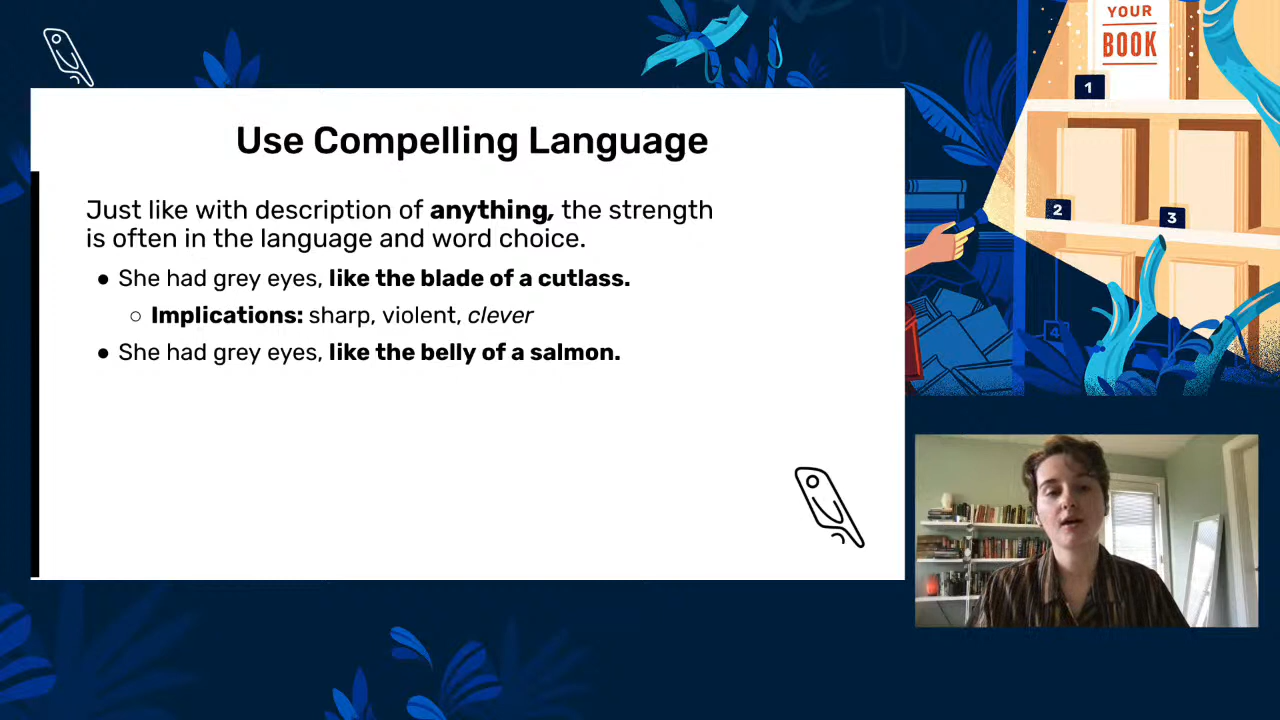 Use Compelling Language
Just like with description of anything, the strength
is often in the language and word choice.
● She had grey eyes, like the blade of a cutlass.
○ Implications: sharp, violent, clever
● She had grey eyes, like the belly of a salmon.
YOUR
BOOK
1
2
3
4